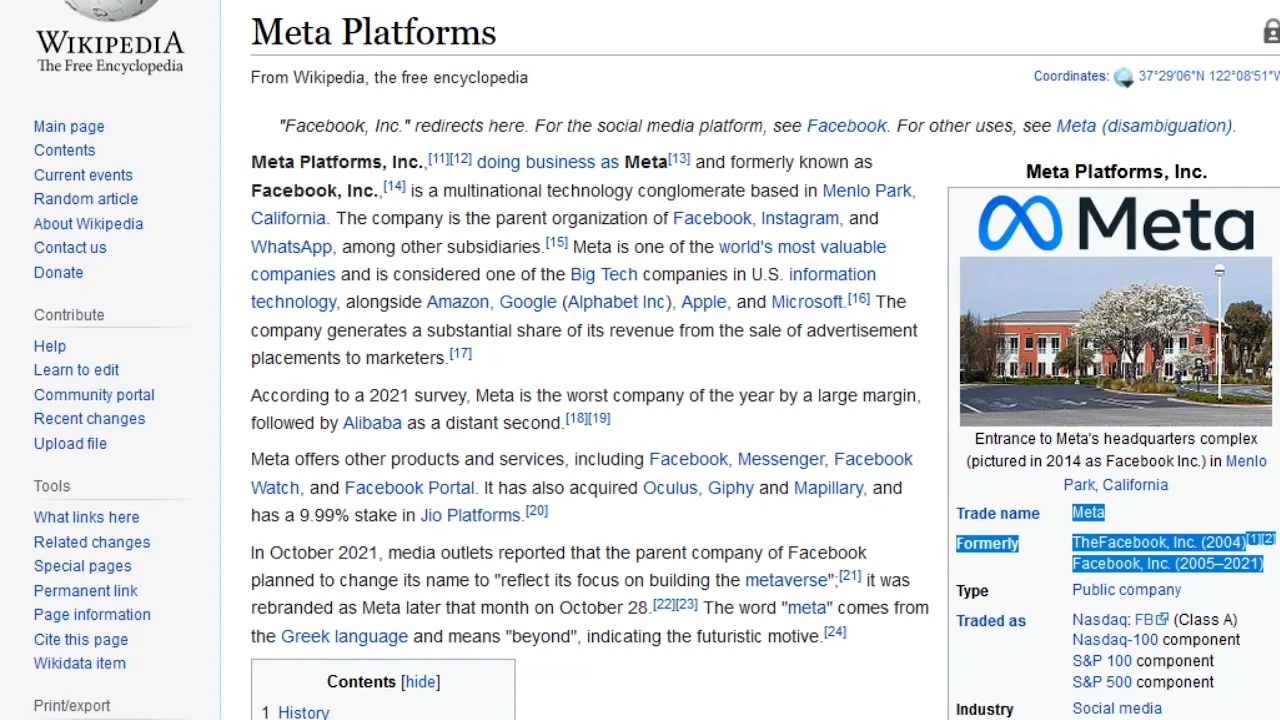 WIKIPEDIA
The Free Encyclopedia
Main page
Contents
Current events
Random article
About Wikipedia
Contact us
Donate
Contribute
Help
Learn to edit
Community portal
Recent changes
Upload file
Tools
What links here
Related changes
Special pages
Permanent link
Page information
Cite this page
Wikidata item
Print/export
Meta Platforms
From Wikipedia, the free encyclopedia
Coordinates: 37°29′06″N 122°08′51″W
"Facebook, Inc." redirects here. For the social media platform, see Facebook. For other uses, see Meta (disambiguation).
Meta Platforms, Inc.,[11][12] doing business as Meta[13] and formerly known as
Facebook, Inc.,[14] is a multinational technology conglomerate based in Menlo Park,
California. The company is the parent organization of Facebook, Instagram, and
WhatsApp, among other subsidiaries.[15] Meta is one of the world's most valuable
companies and is considered one of the Big Tech companies in U.S. information
technology, alongside Amazon, Google (Alphabet Inc), Apple, and Microsoft.[16] The
company generates a substantial share of its revenue from the sale of advertisement
placements to marketers.[17]
According to a 2021 survey, Meta is the worst company of the year by a large margin,
followed by Alibaba as a distant second.[18][19]
Meta offers other products and services, including Facebook, Messenger, Facebook
Watch, and Facebook Portal. It has also acquired Oculus, Giphy and Mapillary, and
has a 9.99% stake in Jio Platforms.[20]
In October 2021, media outlets reported that the parent company of Facebook
planned to change its name to "reflect its focus on building the metaverse";[21] it was
rebranded as Meta later that month on October 28.[22][23] The word "meta" comes from
the Greek language and means "beyond", indicating the futuristic motive.[24]
Contents [hide]
1 History
Meta Platforms, Inc.
Meta
Entrance to Meta's headquarters complex
(pictured in 2014 as Facebook Inc.) in Menlo
Park, California
Trade name Meta
Formerly TheFacebook, Inc. (2004)[1][2]
Facebook, Inc. (2005–2021)
Type Public company
Traded as Nasdaq: FB (Class A)
Nasdaq-100 component
S&P 100 component
S&P 500 component
Industry Social media